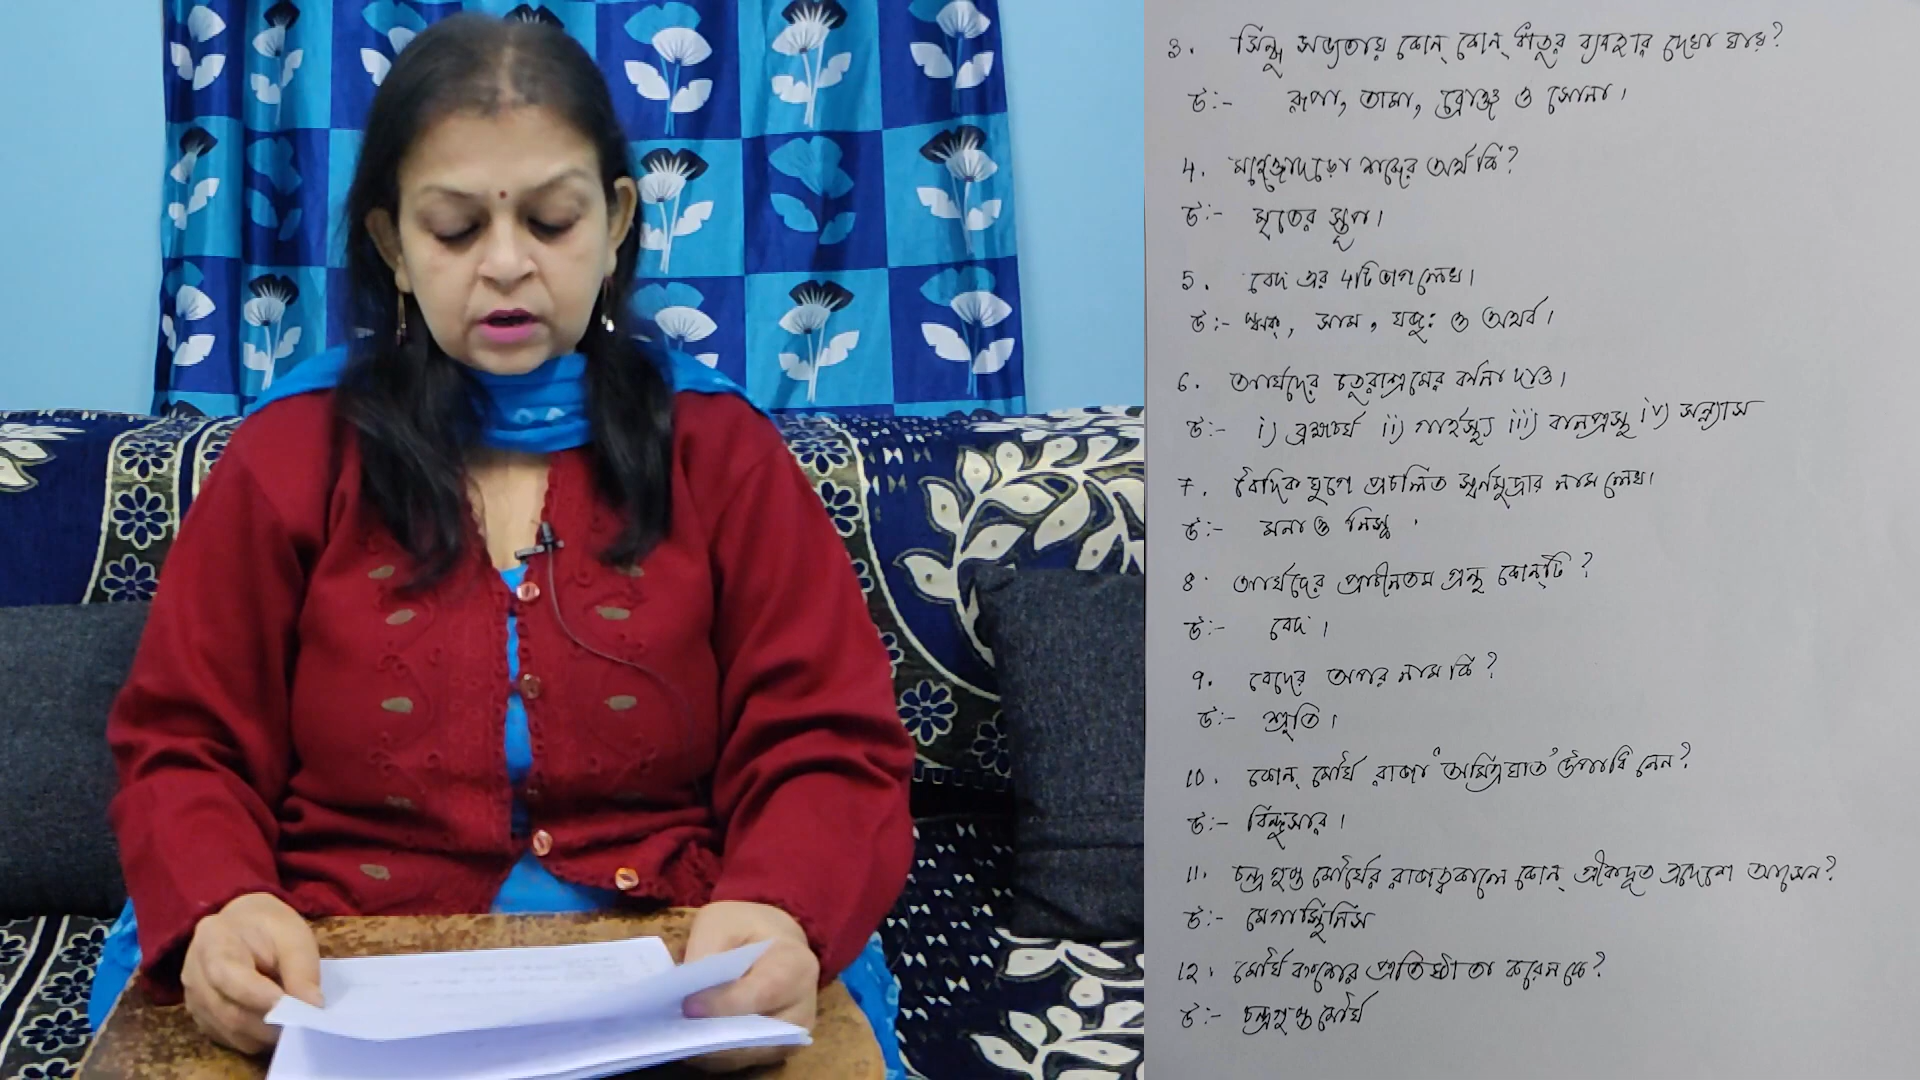 3. সিন্ধু সভ্যতায় কোন্ কোন্ ধাতুর ব্যবহার দেখা যায়?
উ:- রূপা, তামা, ব্রোঞ্জ ও সোনা।
4. মহেঞ্জোদড়ো শব্দের অর্থ কি?
উ:- মৃতের স্তূপ।
5. বেদ এর 4টি ভাগ লেখ।
উ:- ঋক্, সাম, যজুঃ ও অথর্ব।
6. আর্যদের চতুরাশ্রমের বর্ণনা দাও।
উ:- i) ব্রহ্মচর্য ii) গার্হস্থ্য iii) বানপ্রস্থ iv) সন্ন্যাস
7. বৈদিক যুগে প্রচলিত স্বর্ণমুদ্রার নাম লেখ।
উ:- মনা ও নিস্ক
8. আর্যদের প্রাচীনতম গ্রন্থ কোনটি?
উ:- বেদ।
9. বেদের অপর নাম কি?
উ:- শ্রুতি।
10. কোন্ মৌর্য রাজা "অমিত্রঘাত" উপাধি নেন?
উ:- বিন্দুসার।
11. চন্দ্রগুপ্ত মৌর্যের রাজত্বকালে কোন্ গ্রীকদূত এদেশে আসেন?
উ:- মেগাস্থিনিস
12. মৌর্য বংশের প্রতিষ্ঠাতা করেন কে?
উ:- চন্দ্রগুপ্ত মৌর্য